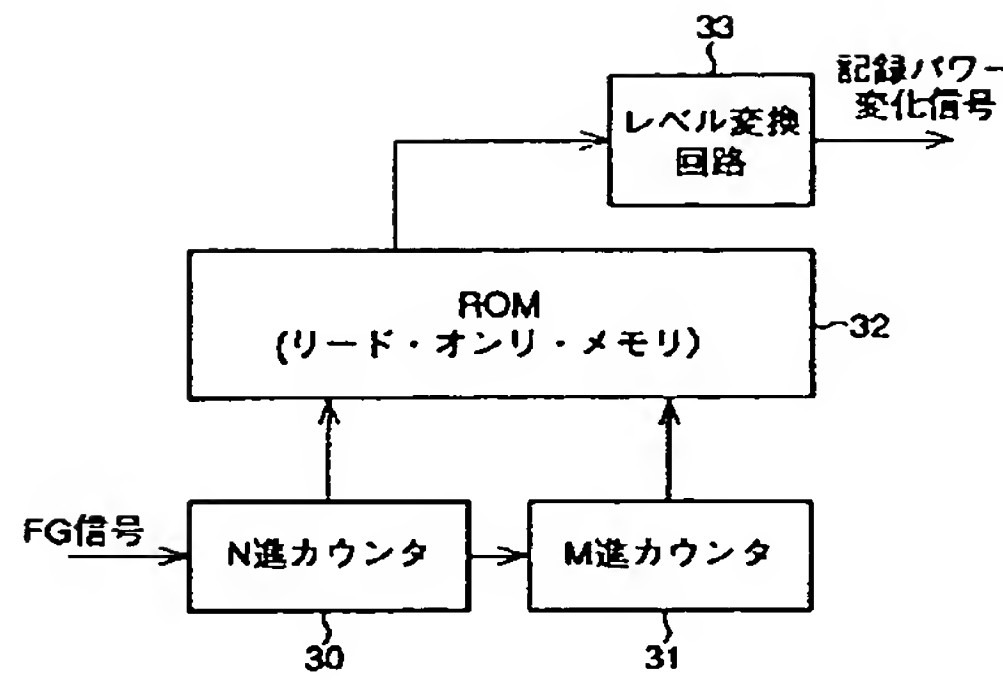 33
記録パワー
変化信号
レベル変換
回路
ROM
(リード・オンリ・メモリ)
32
FG信号
N進カウンタ
M進カウンタ
30
31